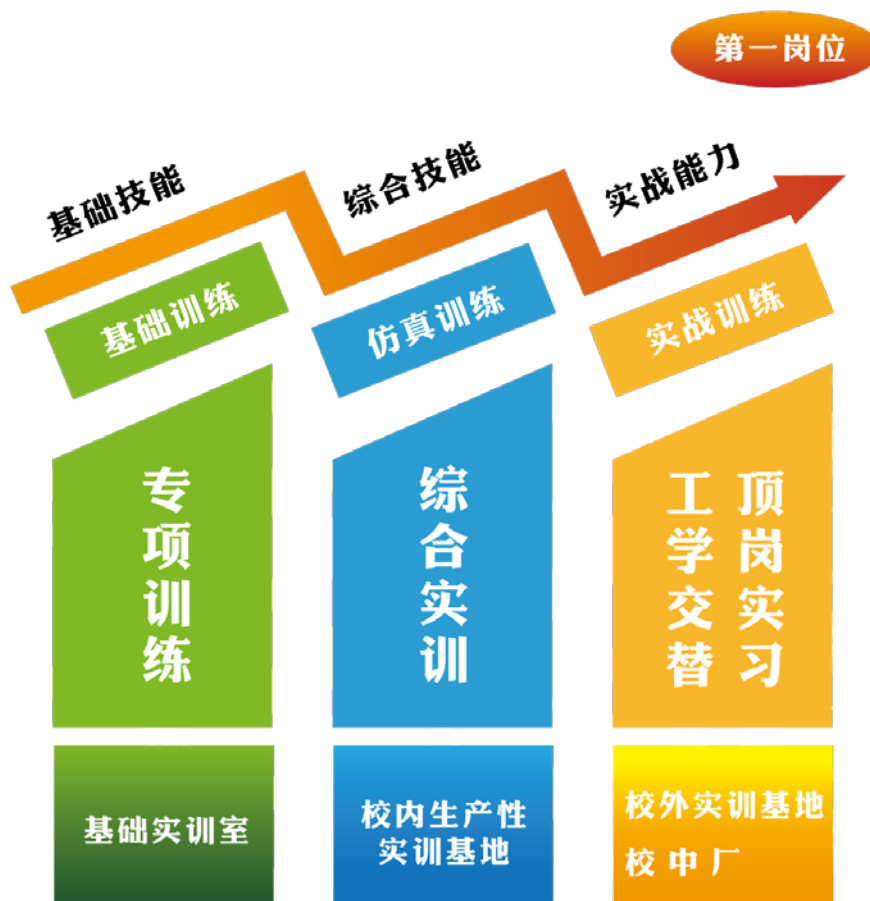 第一岗位
基础技能
综合技能
实战能力
基础训练
仿真训练
实战训练
专项训练
综合实训
工学交替
顶岗实习
基础实训室
校内生产性
实训基地
校外实训基地
校中厂